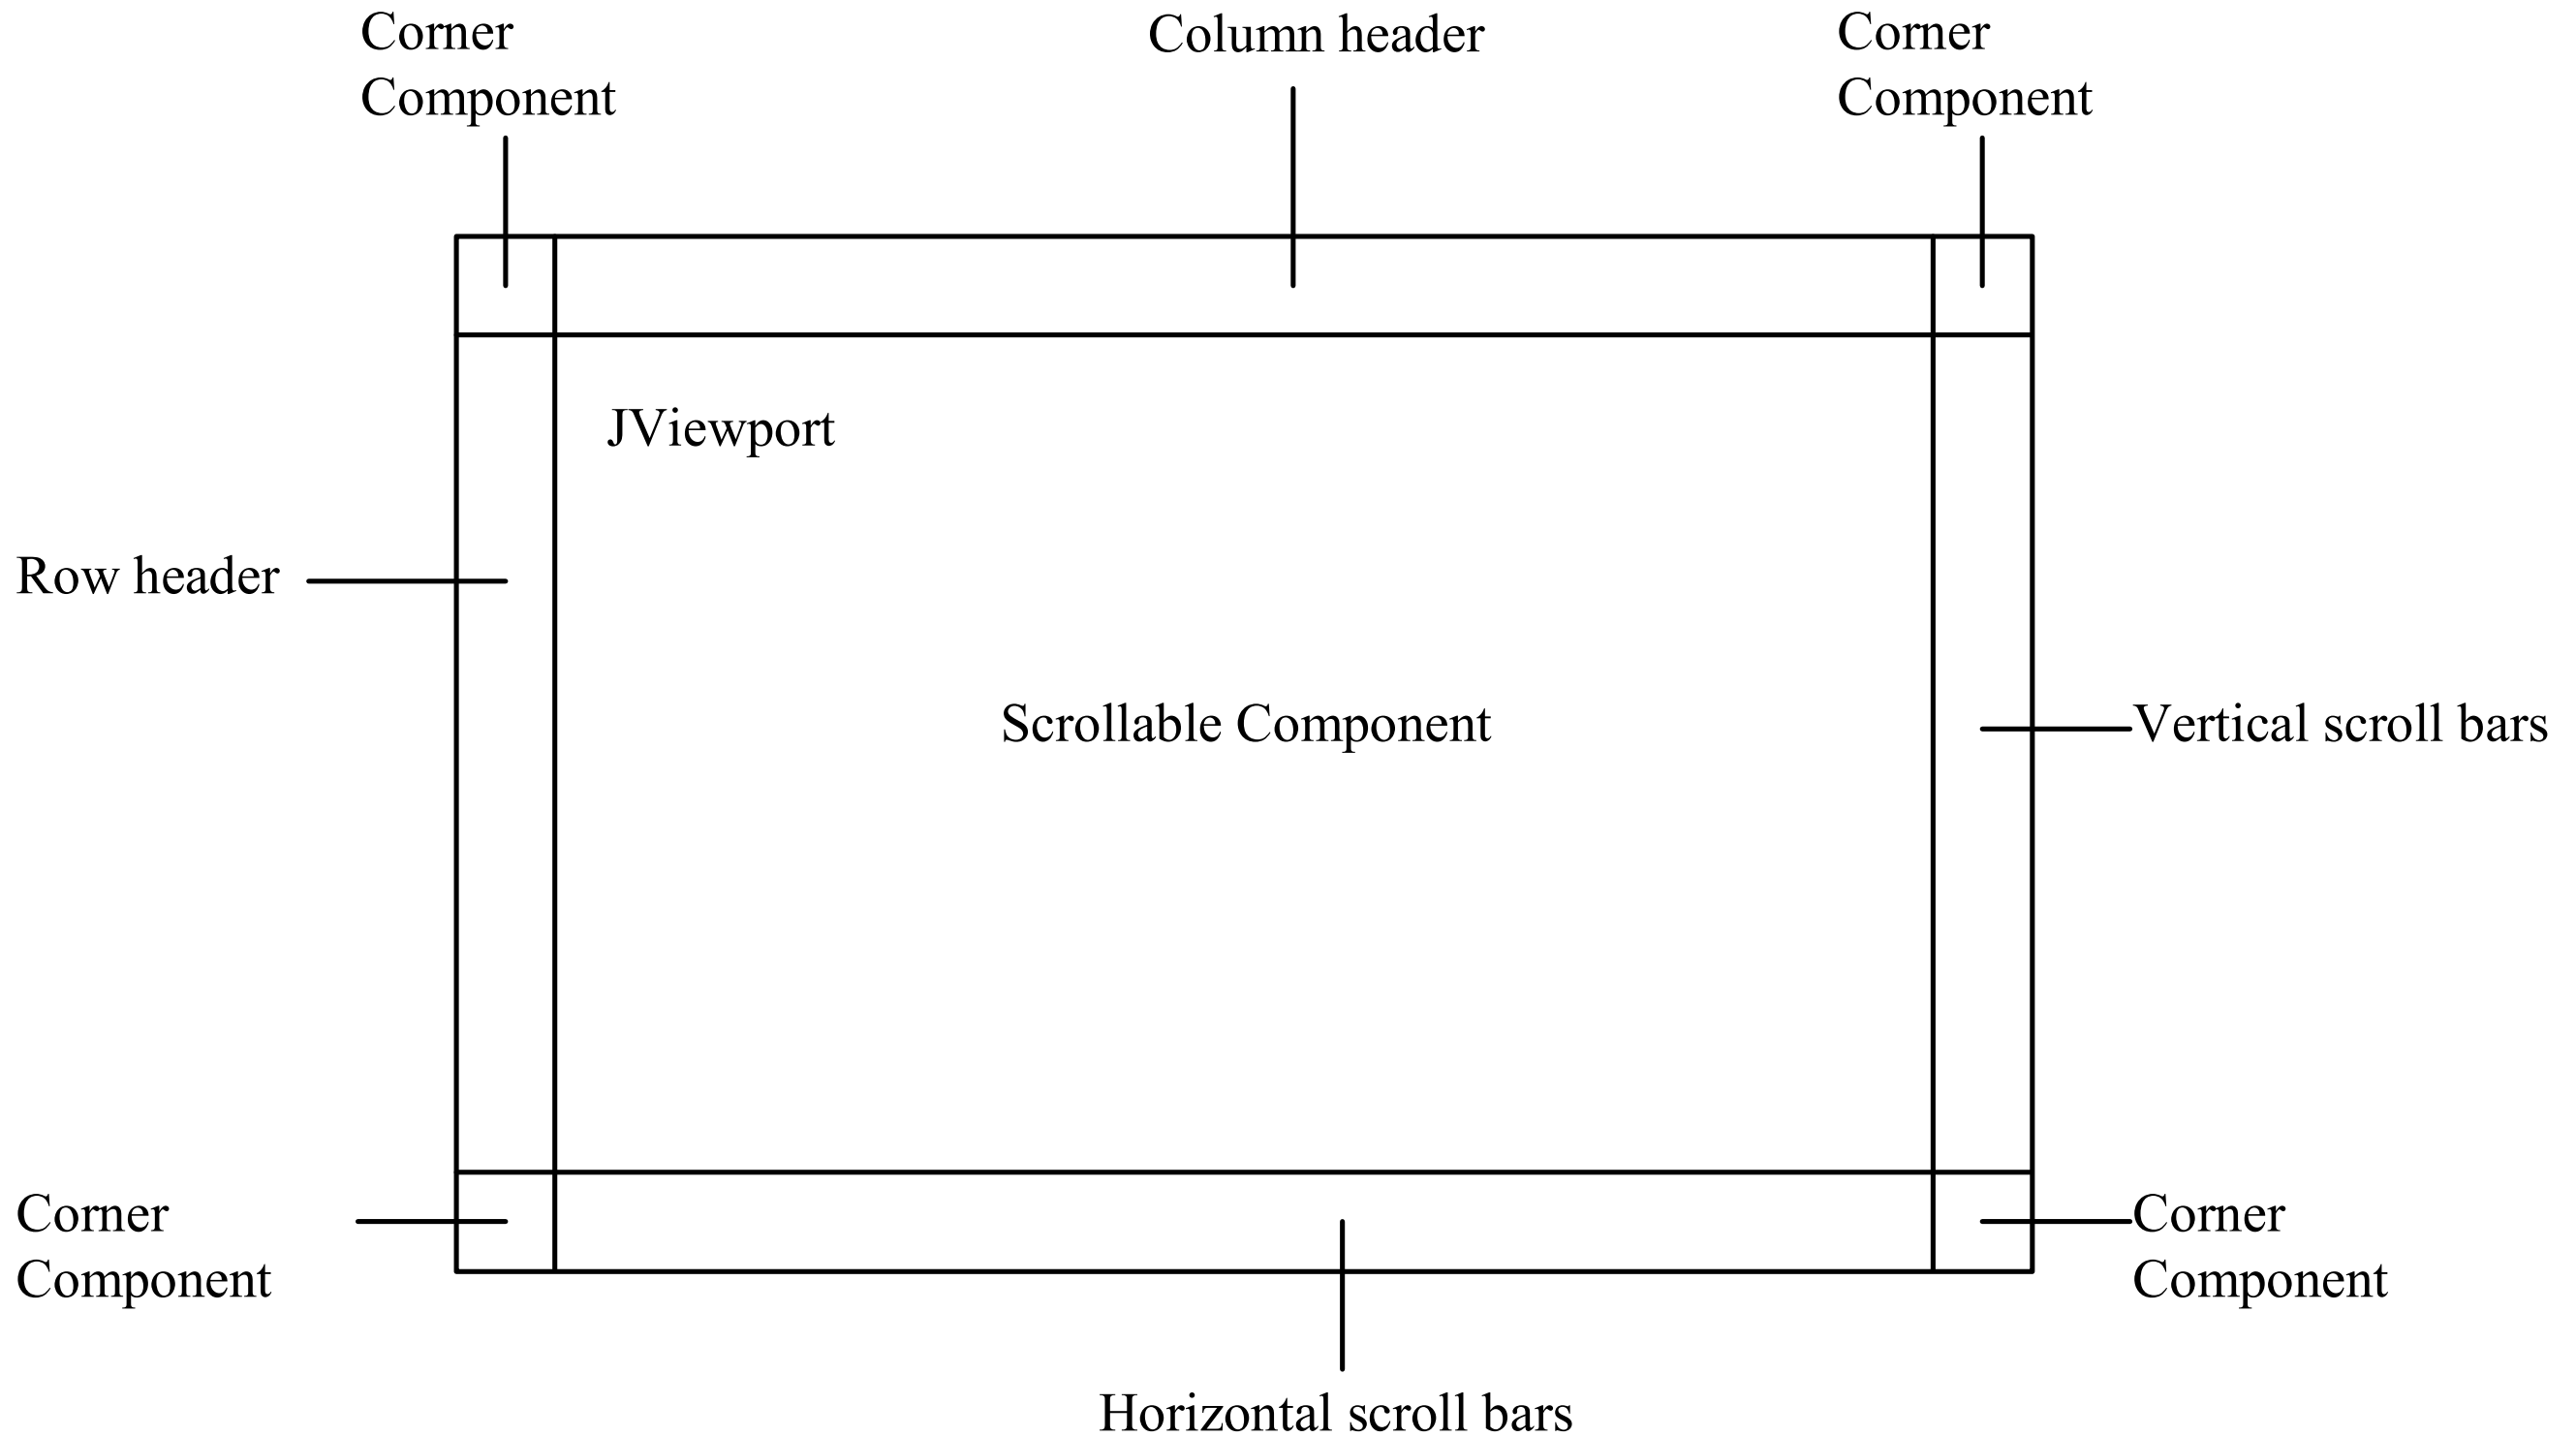 Corner
Component
Column header
Corner
Component
JViewport
Row header
Scrollable Component
Vertical scroll bars
Corner
Component
Corner
Component
Horizontal scroll bars